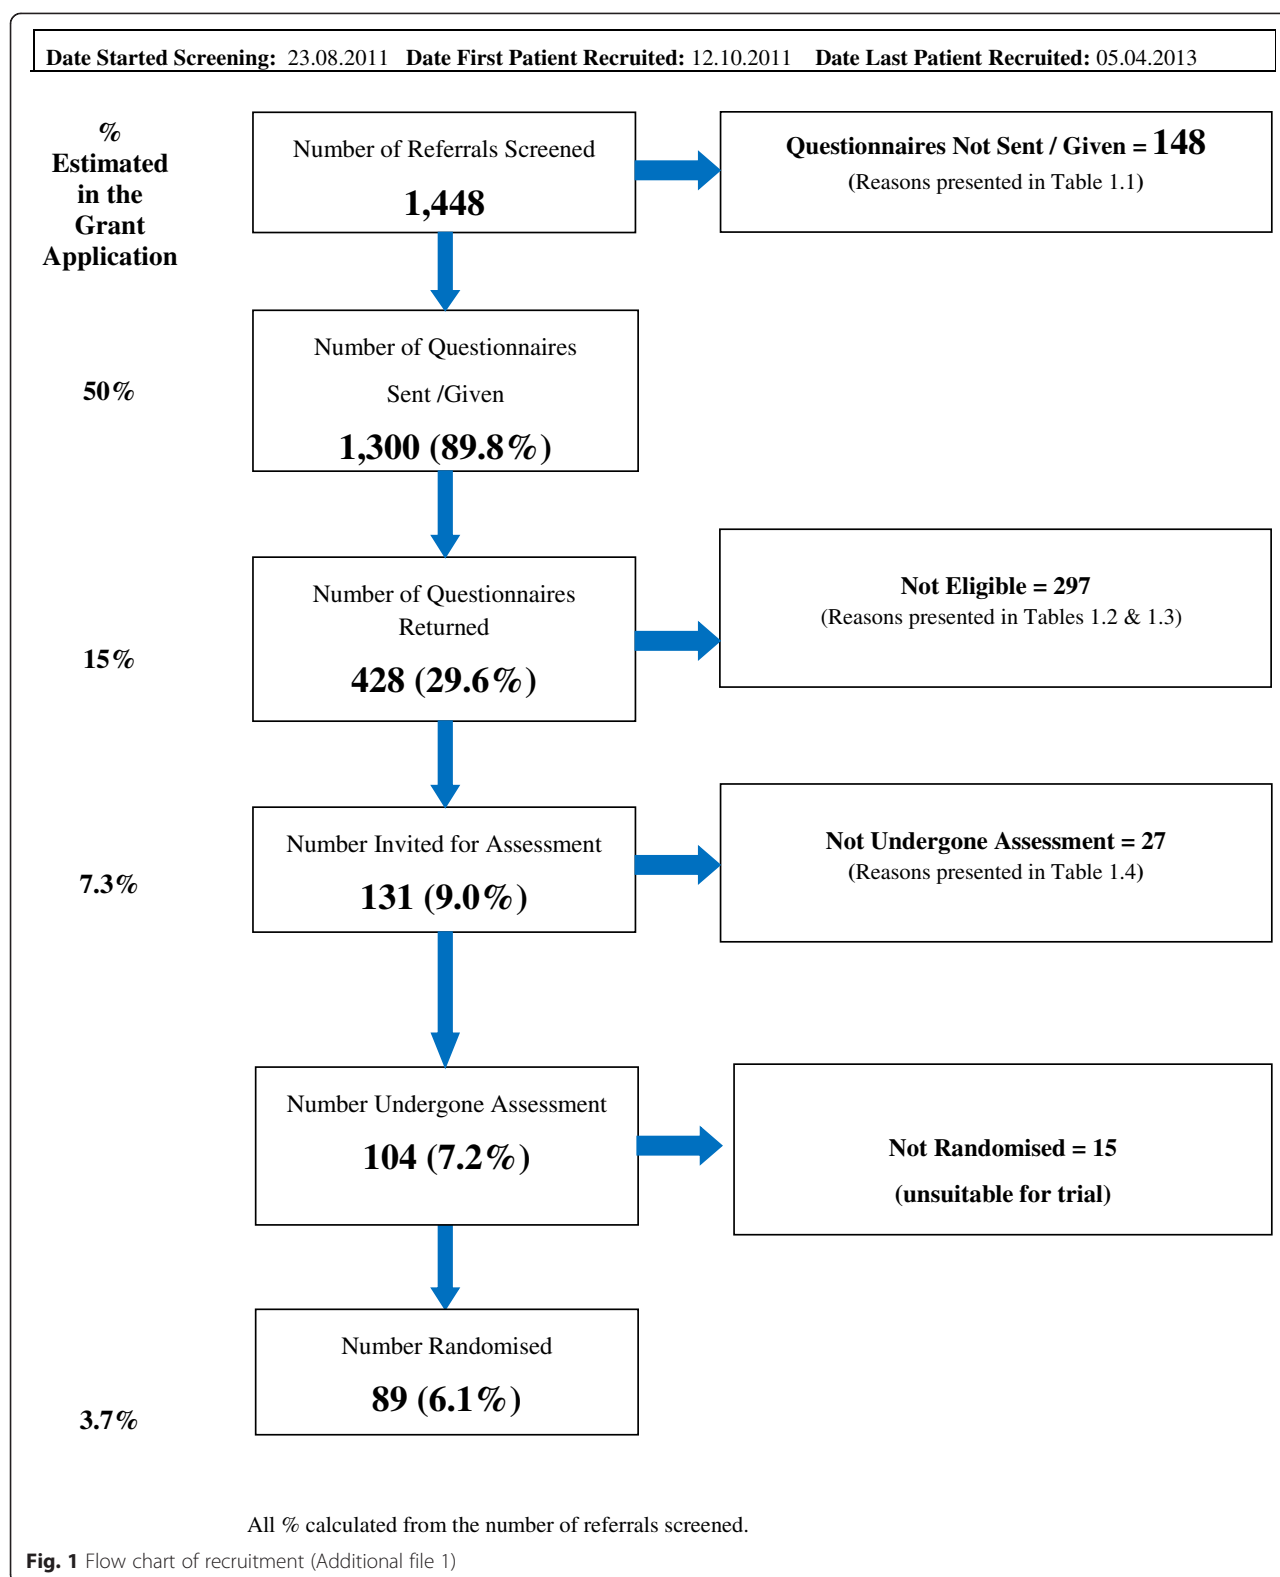 Date Started Screening: 23.08.2011 Date First Patient Recruited: 12.10.2011 Date Last Patient Recruited: 05.04.2013
%
Estimated
in the
Grant
Application
Number of Referrals Screened
1,448
Questionnaires Not Sent / Given = 148
(Reasons presented in Table 1.1)
50%
Number of Questionnaires
Sent /Given
1,300 (89.8%)
15%
Number of Questionnaires
Returned
428 (29.6%)
Not Eligible = 297
(Reasons presented in Tables 1.2 & 1.3)
7.3%
Number Invited for Assessment
131 (9.0%)
Not Undergone Assessment = 27
(Reasons presented in Table 1.4)
Number Undergone Assessment
104 (7.2%)
Not Randomised = 15
(unsuitable for trial)
3.7%
Number Randomised
89 (6.1%)
All % calculated from the number of referrals screened.
Fig. 1 Flow chart of recruitment (Additional file 1)